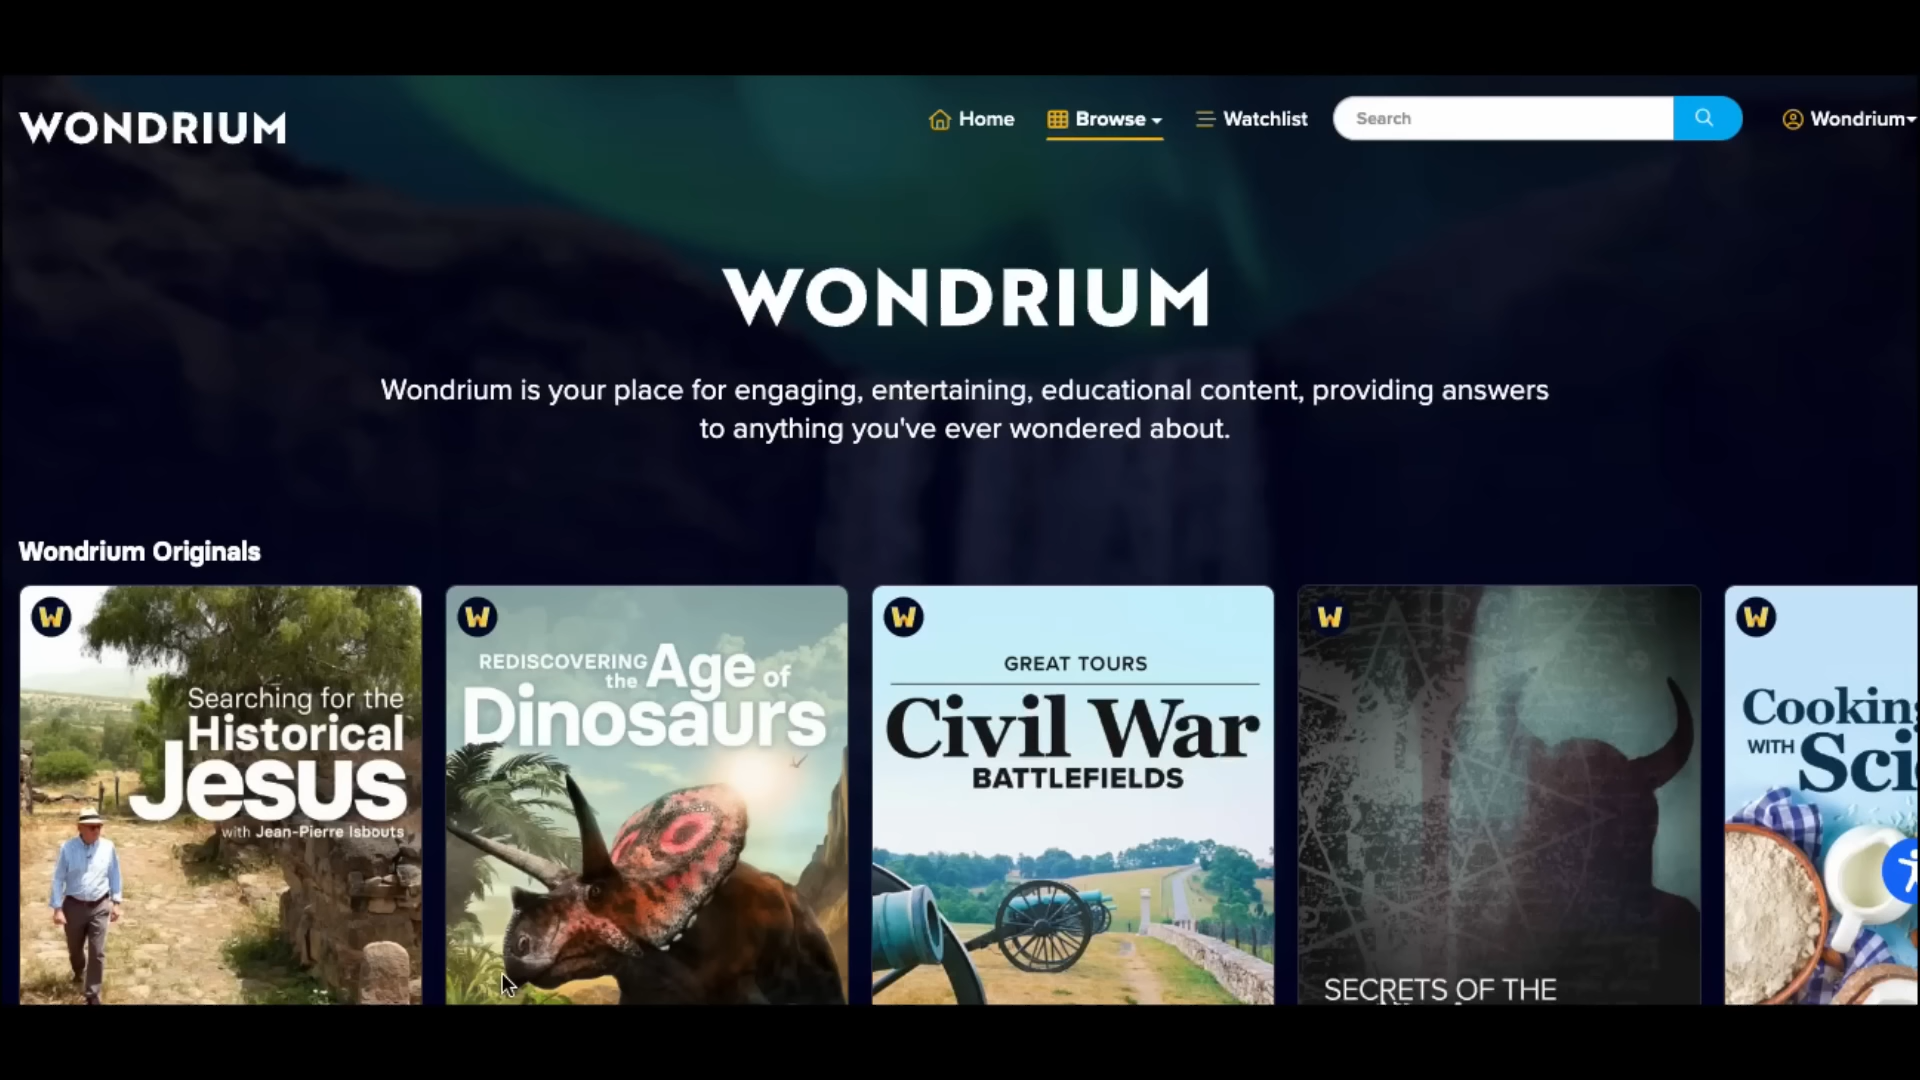 WONDRIUM
Home
Browse
Watchlist
Search
Wondrium
WONDRIUM
Wondrium is your place for engaging, entertaining, educational content, providing answers
to anything you've ever wondered about.
Wondrium Originals
W
Searching for the
Historical
Jesus
with Jean-Pierre Isbouts
W
REDISCOVERING
the Age of
Dinosaurs
W
GREAT TOURS
Civil War
BATTLEFIELDS
W
SECRETS OF THE
W
Cooking
WITH Sci